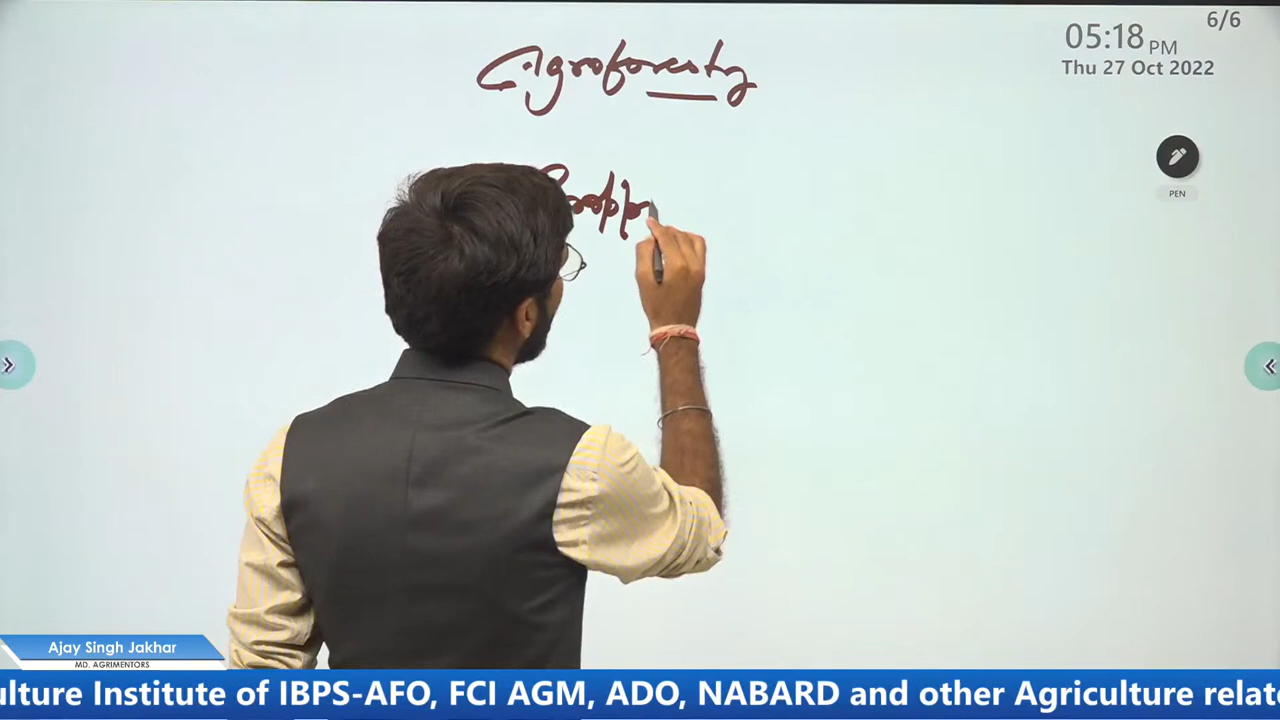 6/6
05:18 PM
Thu 27 Oct 2022
Agroforestry
PEN
Ajay Singh Jakhar
MD. AGRIMENTORS
ulture Institute of IBPS-AFO, FCI AGM, ADO, NABARD and other Agriculture relate